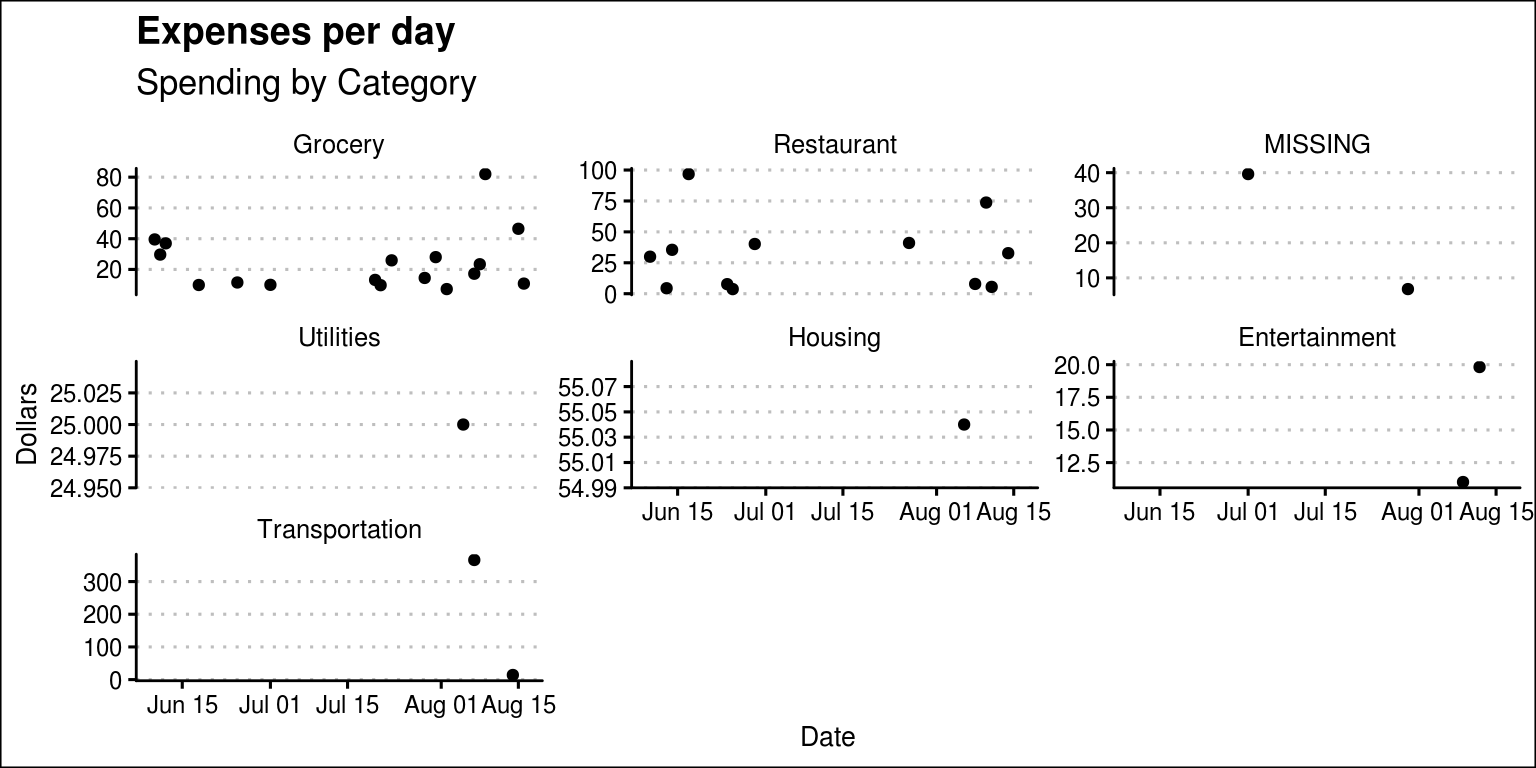 Expenses per day
Spending by Category
Grocery
80
60
40
20
Restaurant
100
75
50
25
0
MISSING
40
30
20
10
Dollars
Utilities
25.025
25.000
24.975
24.950
Housing
55.07
55.05
55.03
55.01
54.99
Jun 15 Jul 01 Jul 15 Aug 01 Aug 15
Entertainment
20.0
17.5
15.0
12.5
Jun 15 Jul 01 Jul 15 Aug 01 Aug 15
Transportation
300
200
100
0
Jun 15 Jul 01 Jul 15 Aug 01 Aug 15
Date